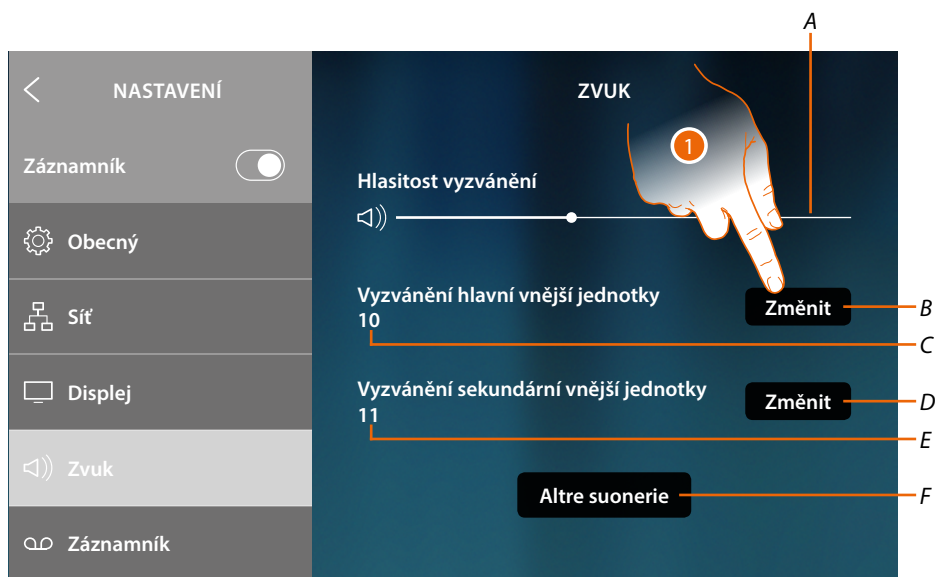 A
NASTAVENÍ
ZVUK
Záznamník
1
Hlasitost vyzvánění
Obecný
Vyzvánění hlavní vnější jednotky
Změnit
B
10
C
Síť
Displej
Vyzvánění sekundární vnější jednotky
Změnit
D
11
E
Zvuk
Altre suonerie
F
Záznamník